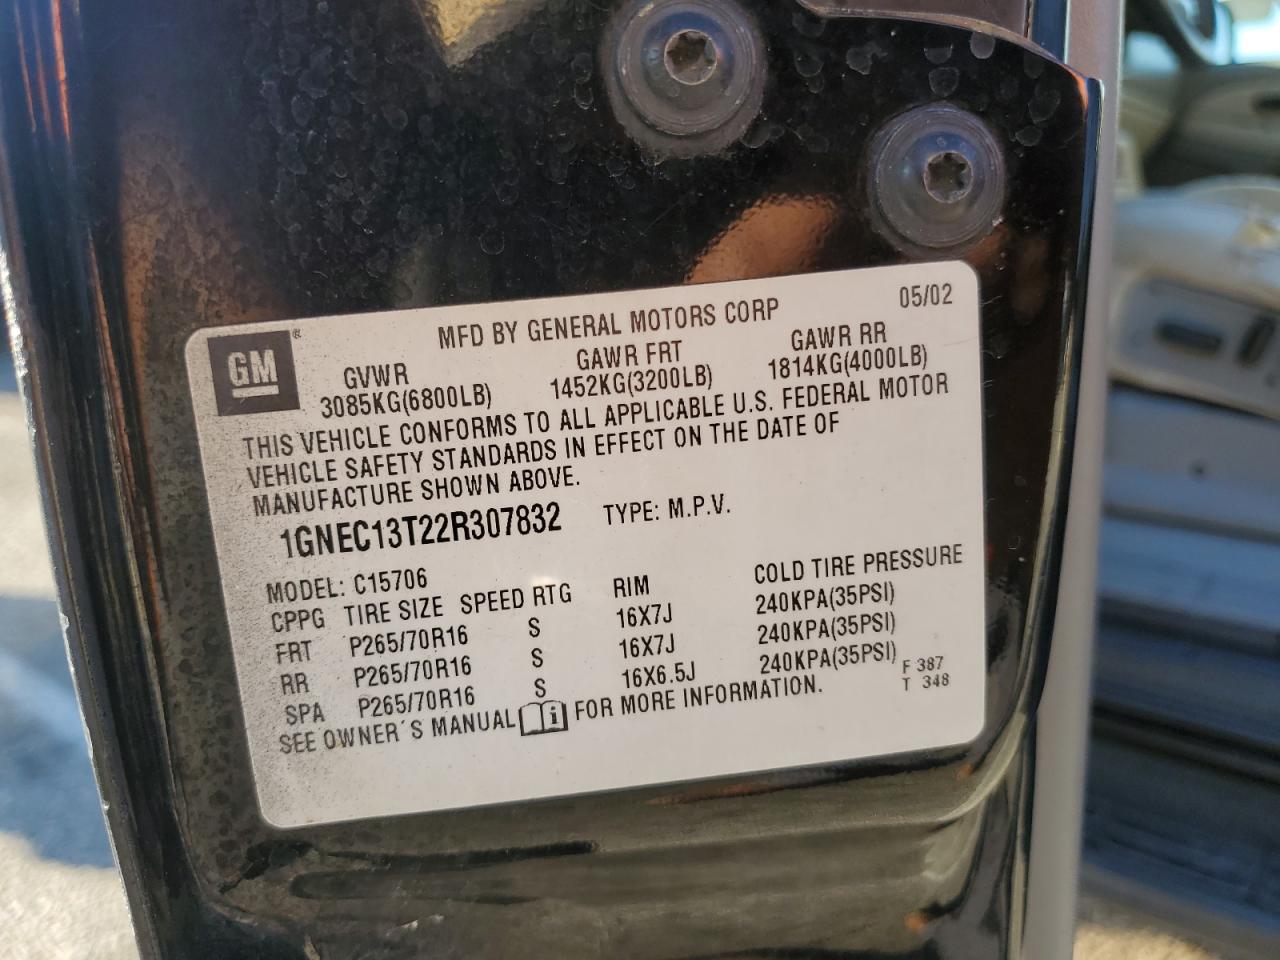 GM ® MFD BY GENERAL MOTORS CORP 05/02
GVWR GAWR FRT GAWR RR
3085KG(6800LB) 1452KG(3200LB) 1814KG(4000LB)
THIS VEHICLE CONFORMS TO ALL APPLICABLE U.S. FEDERAL MOTOR
VEHICLE SAFETY STANDARDS IN EFFECT ON THE DATE OF
MANUFACTURE SHOWN ABOVE.
1GNEC13T22R307832 TYPE: M.P.V.
MODEL: C15706
CPPG TIRE SIZE SPEED RTG RIM COLD TIRE PRESSURE
FRT P265/70R16 S 16X7J 240KPA(35PSI)
RR P265/70R16 S 16X7J 240KPA(35PSI)
SPA P265/70R16 S 16X6.5J 240KPA(35PSI)
SEE OWNER'S MANUAL i FOR MORE INFORMATION.
F 387
T 348